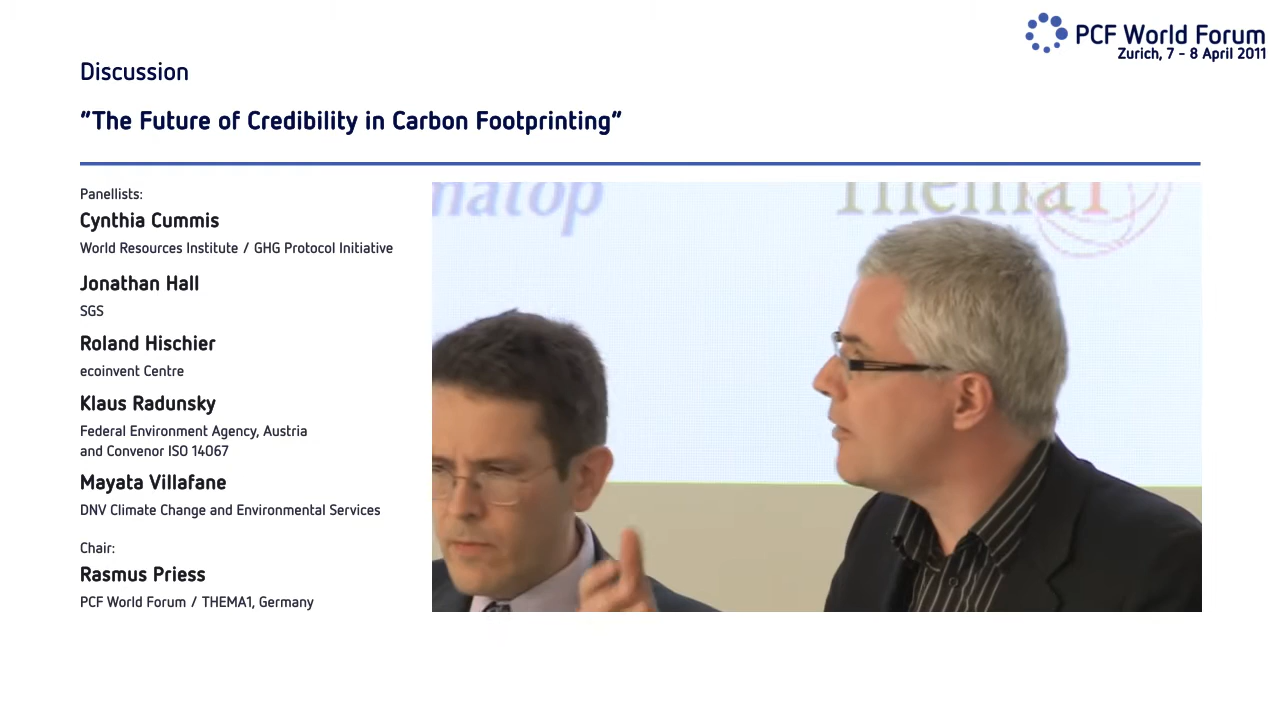 PCF World Forum
Zurich, 7 - 8 April 2011
Discussion
"The Future of Credibility in Carbon Footprinting"
Panellists:
Cynthia Cummis
World Resources Institute / GHG Protocol Initiative
Jonathan Hall
SGS
Roland Hischier
ecoinvent Centre
Klaus Radunsky
Federal Environment Agency, Austria
and Convenor ISO 14067
Mayata Villafane
DNV Climate Change and Environmental Services
Chair:
Rasmus Priess
PCF World Forum / THEMA1, Germany
matop
Thema1